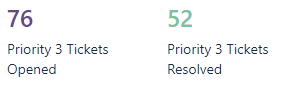 76
Priority 3 Tickets
Opened
52
Priority 3 Tickets
Resolved